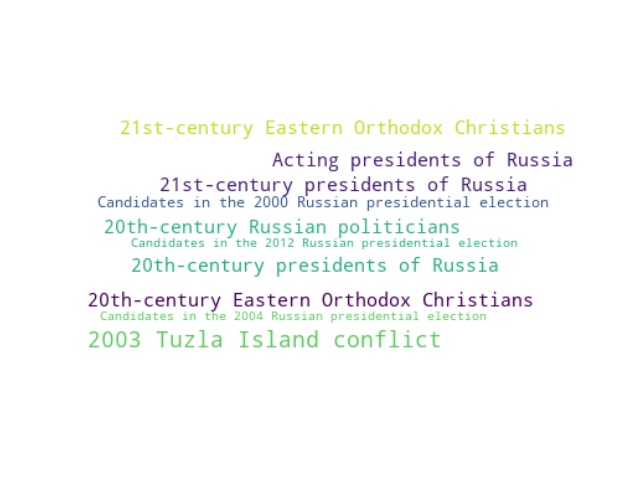 21st-century Eastern Orthodox Christians
Acting presidents of Russia
21st-century presidents of Russia
Candidates in the 2000 Russian presidential election
20th-century Russian politicians
Candidates in the 2012 Russian presidential election
20th-century presidents of Russia
20th-century Eastern Orthodox Christians
Candidates in the 2004 Russian presidential election
2003 Tuzla Island conflict